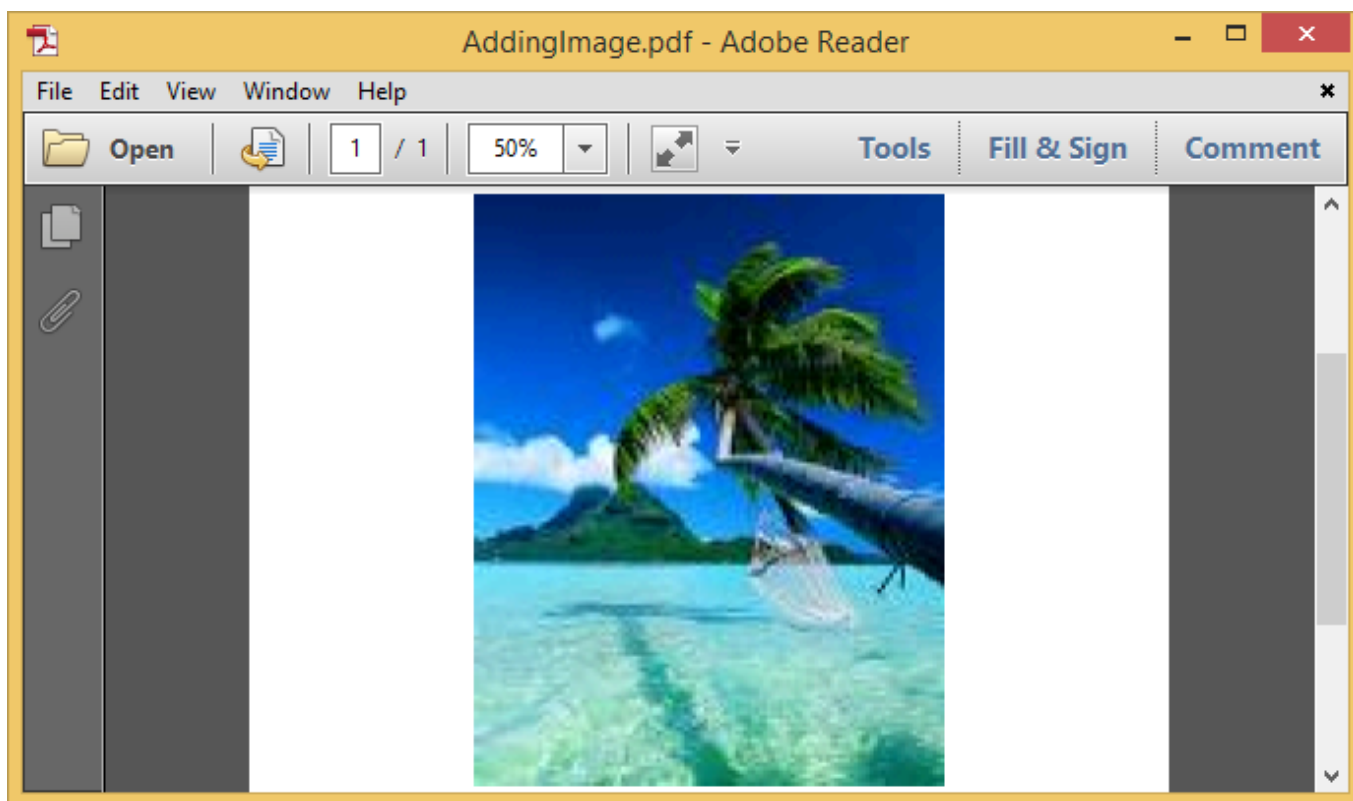 AddingImage.pdf - Adobe Reader
File Edit View Window Help
Open 1 / 1 50% Tools Fill & Sign Comment